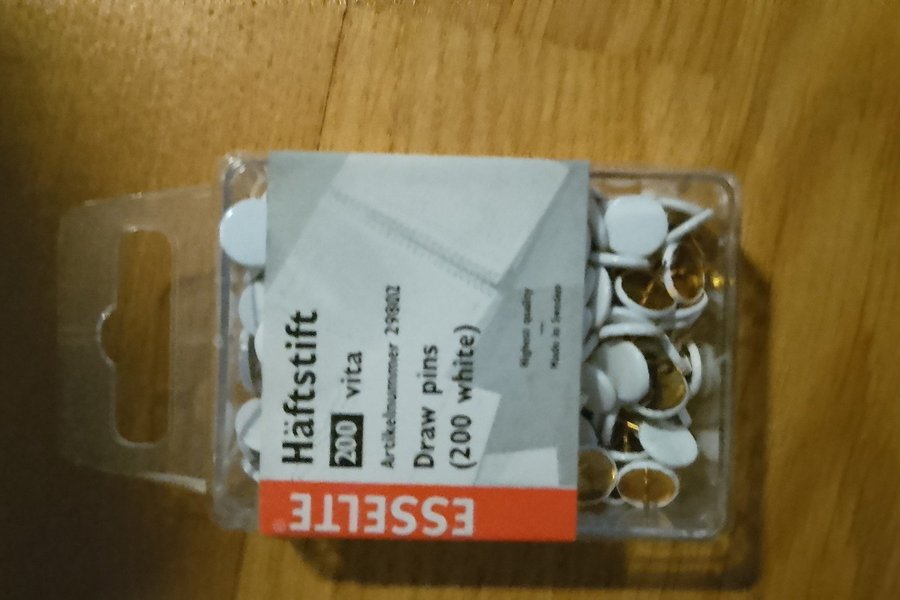 Häftstift
200 vita
Artikelnummer 29802
Draw pins
(200 white)
Highest quality
—
Made in Sweden
ESSELTE®